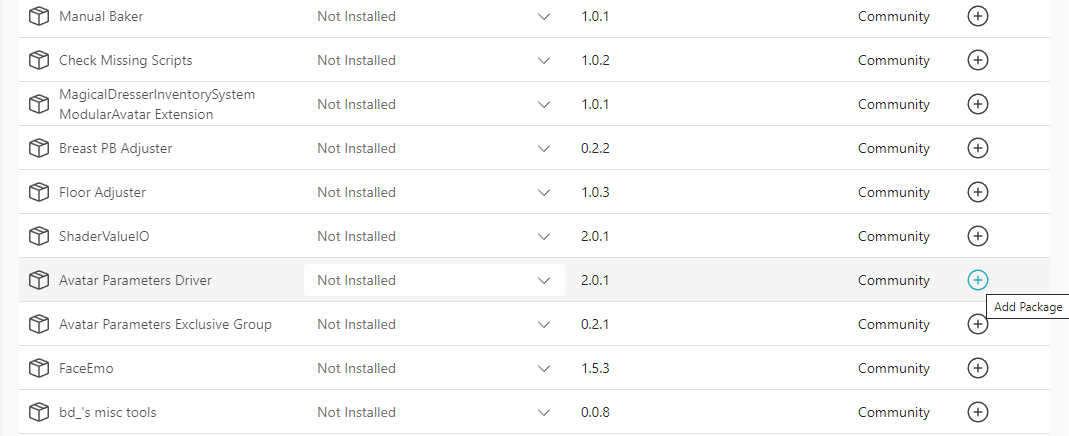 Manual Baker Not Installed 1.0.1 Community
Check Missing Scripts Not Installed 1.0.2 Community
MagicalDresserInventorySystem
ModularAvatar Extension Not Installed 1.0.1 Community
Breast PB Adjuster Not Installed 0.2.2 Community
Floor Adjuster Not Installed 1.0.3 Community
ShaderValueIO Not Installed 2.0.1 Community
Avatar Parameters Driver Not Installed 2.0.1 Community
Add Package
Avatar Parameters Exclusive Group Not Installed 0.2.1 Community
FaceEmo Not Installed 1.5.3 Community
bd_'s misc tools Not Installed 0.0.8 Community